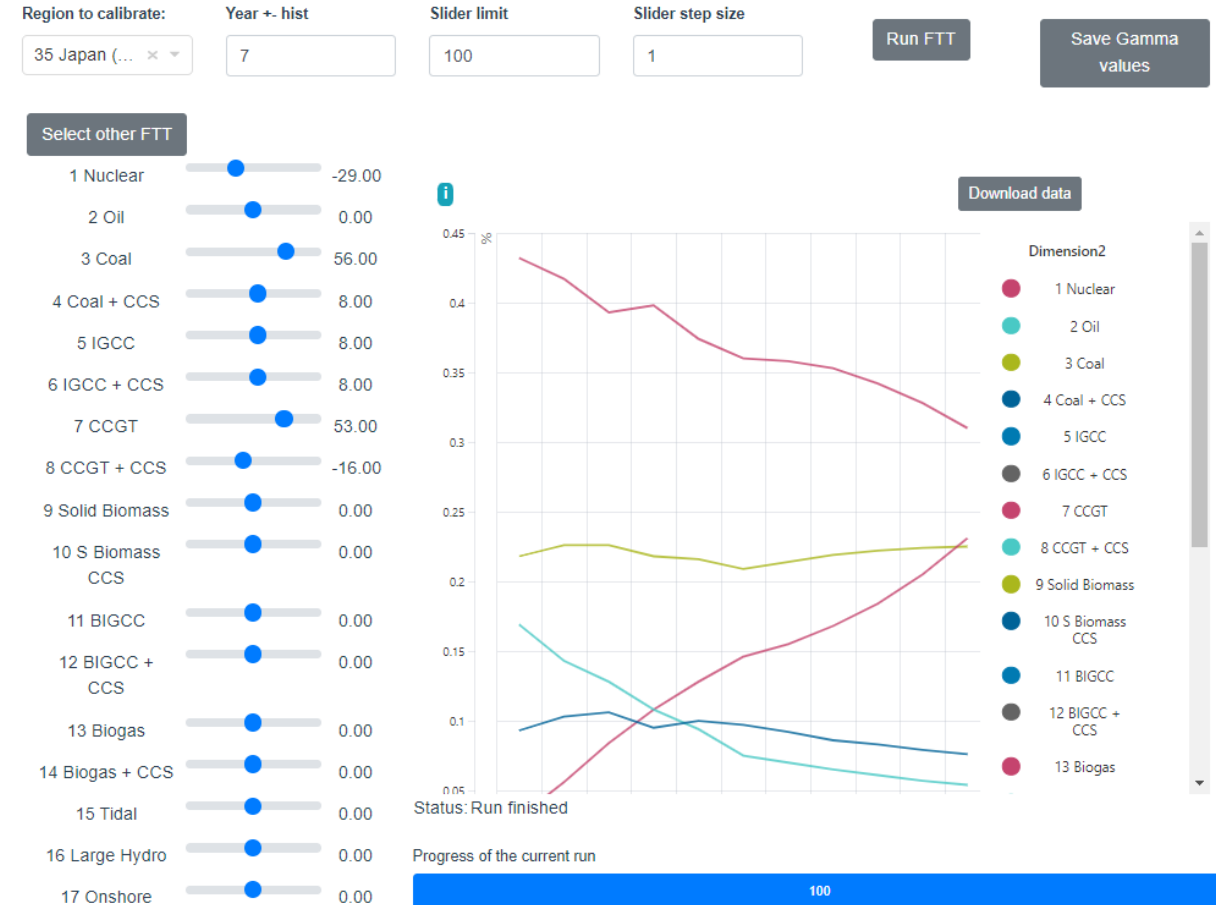 Region to calibrate:
Year +- hist
Slider limit
Slider step size
35 Japan (...
7
100
1
Run FTT
Save Gamma
values
Select other FTT
1 Nuclear
-29.00
2 Oil
0.00
3 Coal
56.00
4 Coal + CCS
8.00
5 IGCC
8.00
6 IGCC + CCS
8.00
7 CCGT
53.00
8 CCGT + CCS
-16.00
9 Solid Biomass
0.00
10 S Biomass
CCS
0.00
11 BIGCC
0.00
12 BIGCC +
CCS
0.00
13 Biogas
0.00
14 Biogas + CCS
0.00
15 Tidal
0.00
16 Large Hydro
0.00
17 Onshore
0.00
i
Download data
%
0.45
0.4
0.35
0.3
0.25
0.2
0.15
0.1
0.05
Dimension2
1 Nuclear
2 Oil
3 Coal
4 Coal + CCS
5 IGCC
6 IGCC + CCS
7 CCGT
8 CCGT + CCS
9 Solid Biomass
10 S Biomass
CCS
11 BIGCC
12 BIGCC +
CCS
13 Biogas
Status: Run finished
Progress of the current run
100